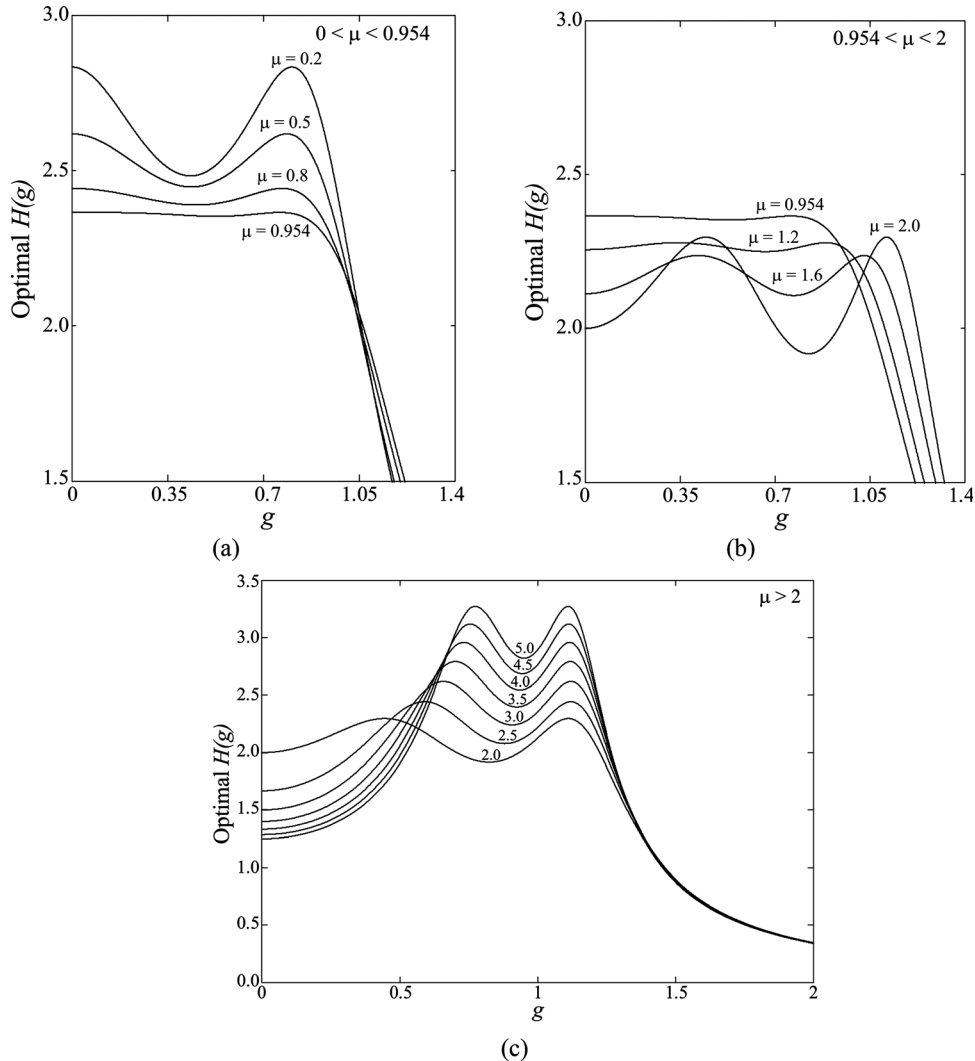 3.0
0 < μ < 0.954
μ = 0.2
μ = 0.5
2.5
μ = 0.8
μ = 0.954
Optimal H(g)
2.0
1.5
0
0.35
0.7
1.05
1.4
g
(a)
3.0
0.954 < μ < 2
2.5
μ = 0.954
μ = 2.0
μ = 1.2
μ = 1.6
Optimal H(g)
2.0
1.5
0
0.35
0.7
1.05
1.4
g
(b)
3.5
μ > 2
3.0
5.0
4.5
4.0
2.5
3.5
3.0
2.5
2.0
2.0
Optimal H(g)
1.5
1.0
0.5
0.0
0
0.5
1
1.5
2
g
(c)